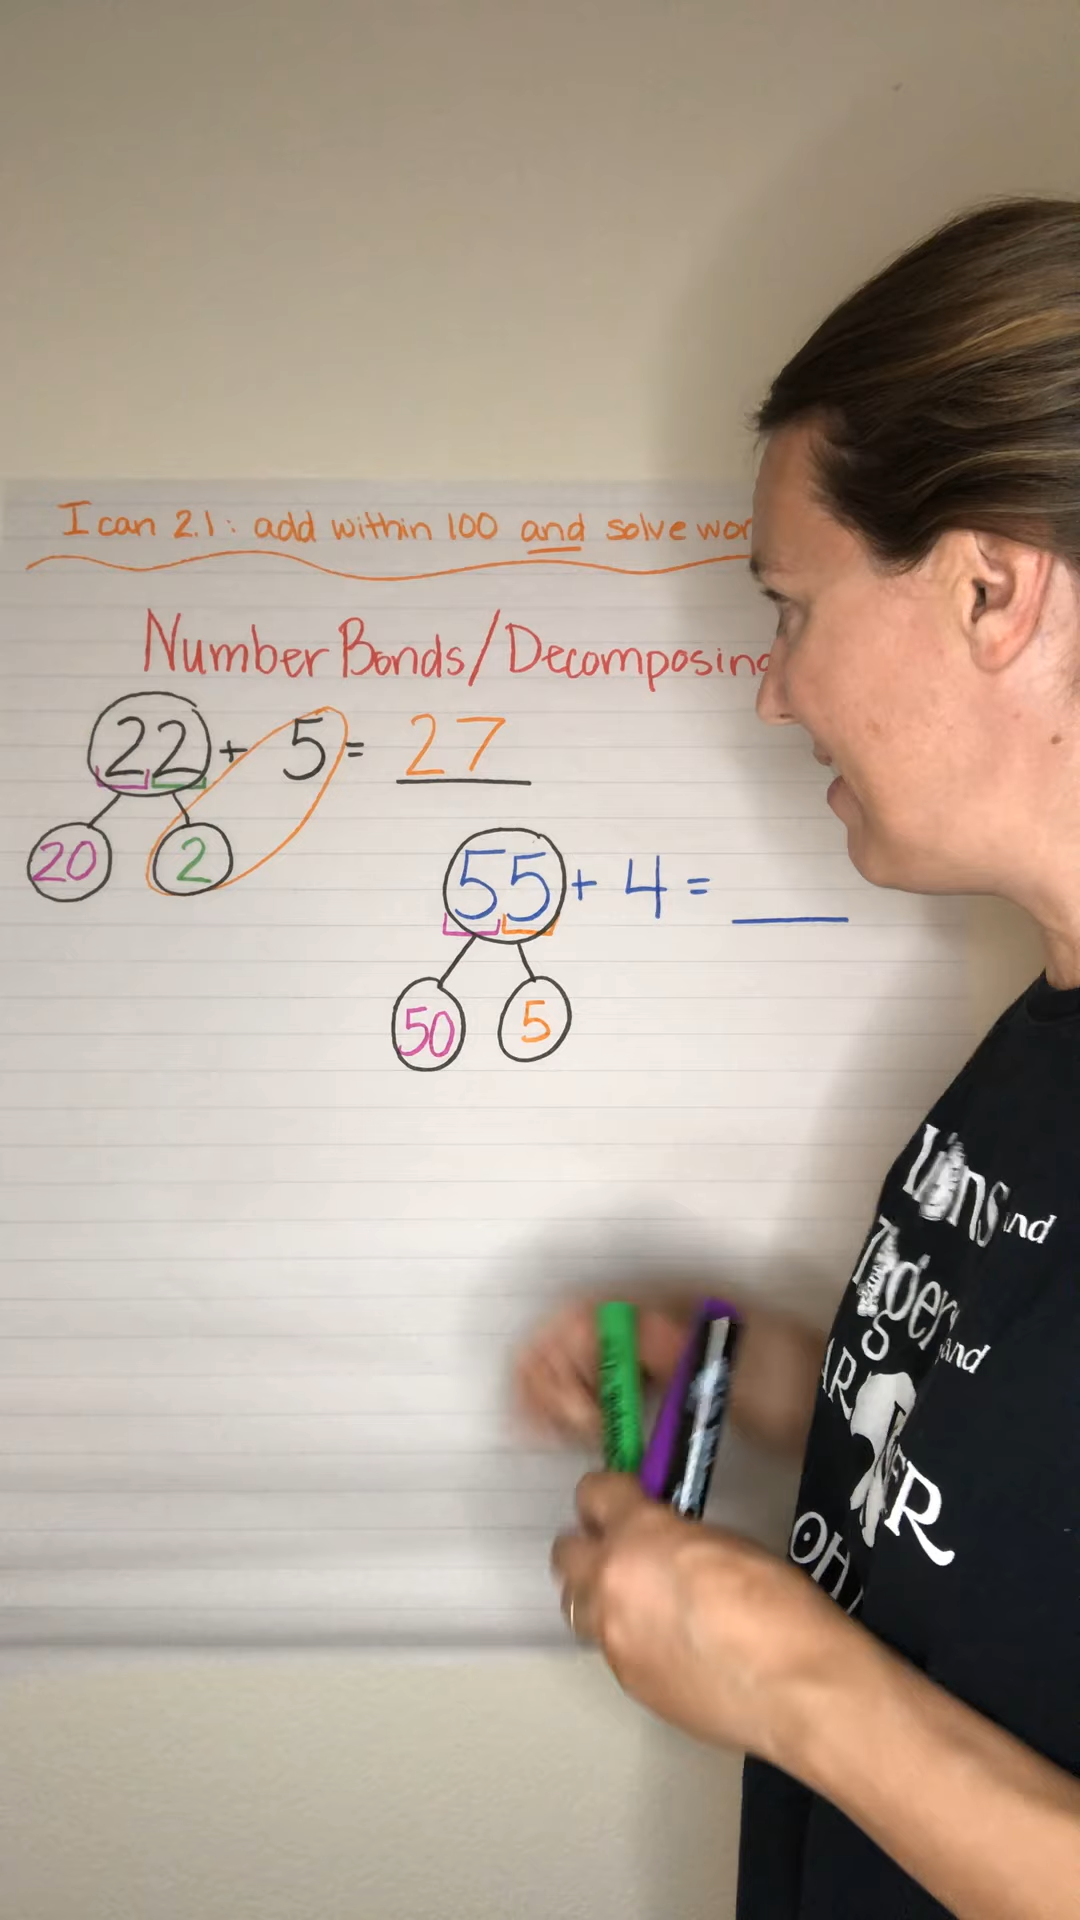 I can 2.1: add within 100 and solve wor
Number Bonds/Decomposing
22 + 5 = 27
20 2
55 + 4 =
50 5
Lions and
Tigers and
OH